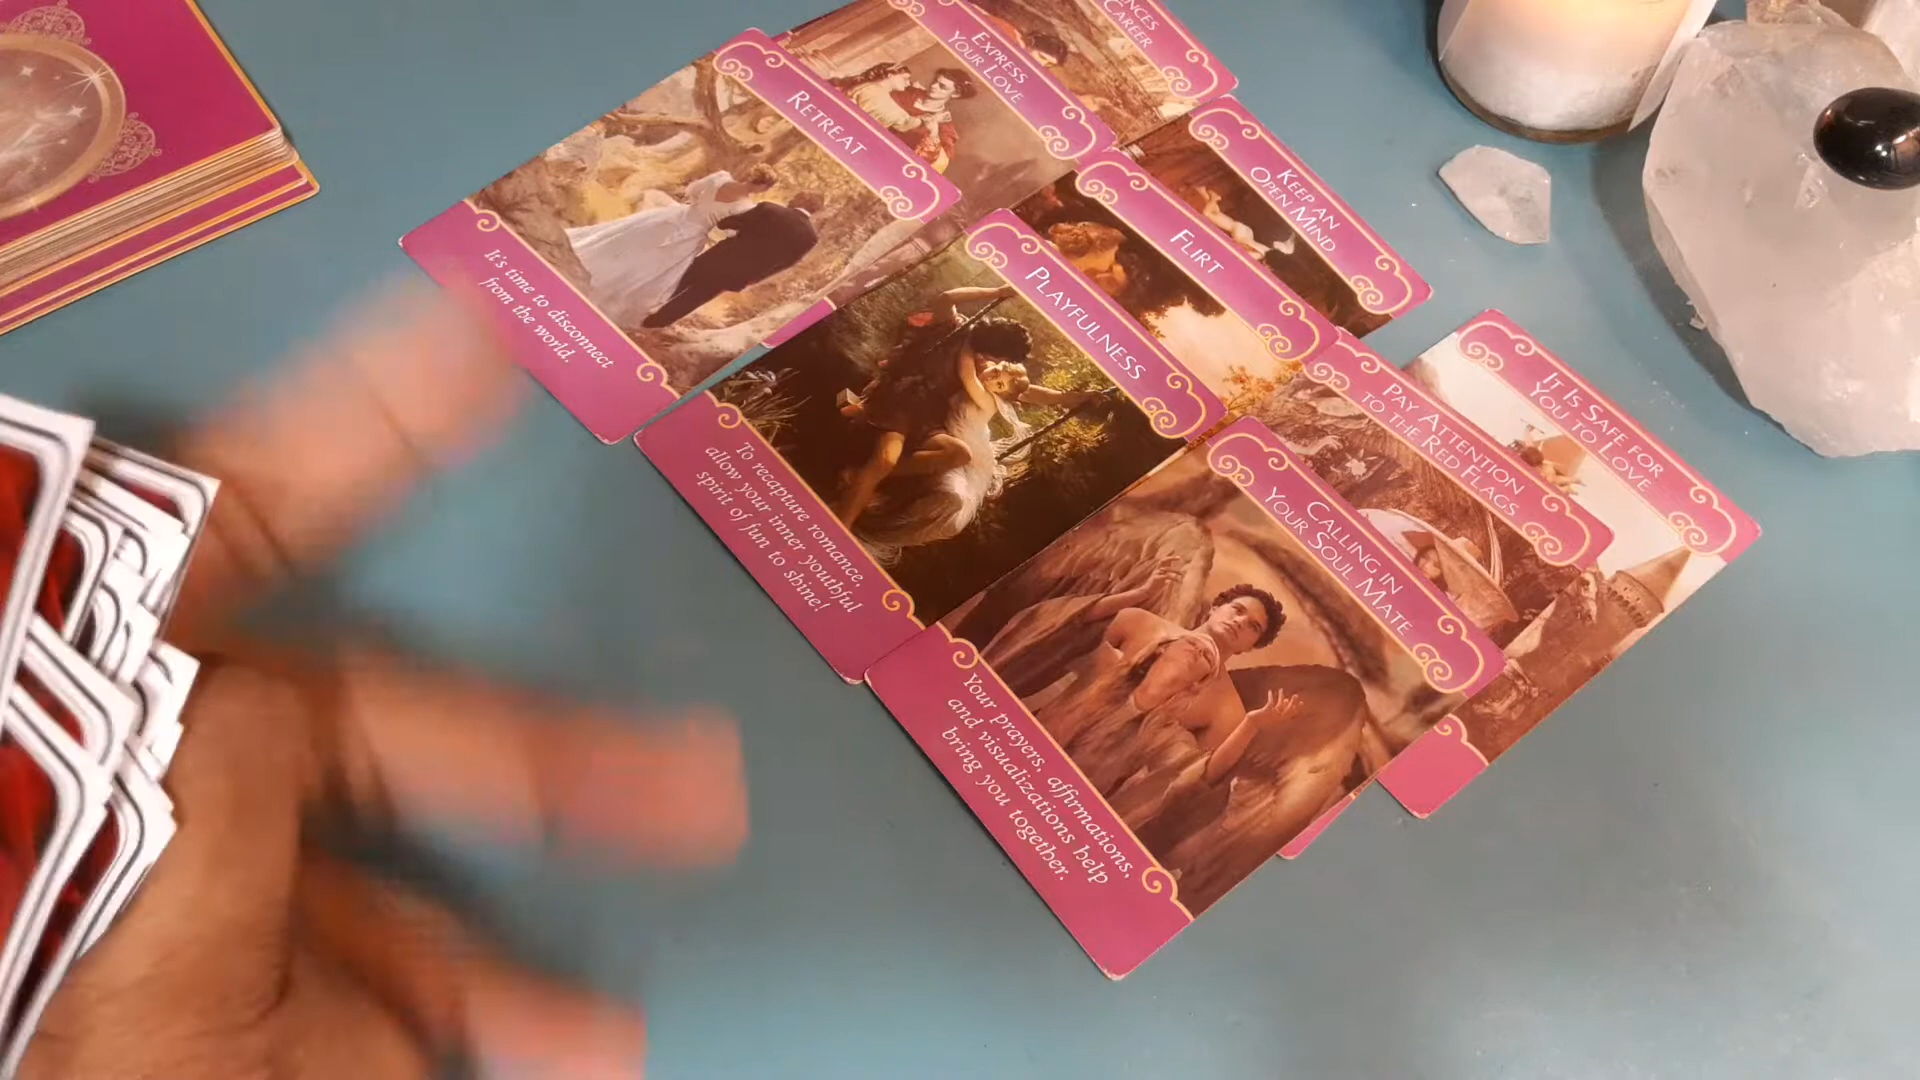 CAREER
EXPRESS
YOUR LOVE
RETREAT
It's time to disconnect
from the world.
KEEP AN
OPEN MIND
FLIRT
PLAYFULNESS
To recapture romance,
allow your inner youthful
spirit of fun to shine!
IT IS SAFE FOR
YOU TO LOVE
PAY ATTENTION
TO THE RED FLAGS
CALLING IN
YOUR SOUL MATE
Your prayers, affirmations,
and visualizations help
bring you together.